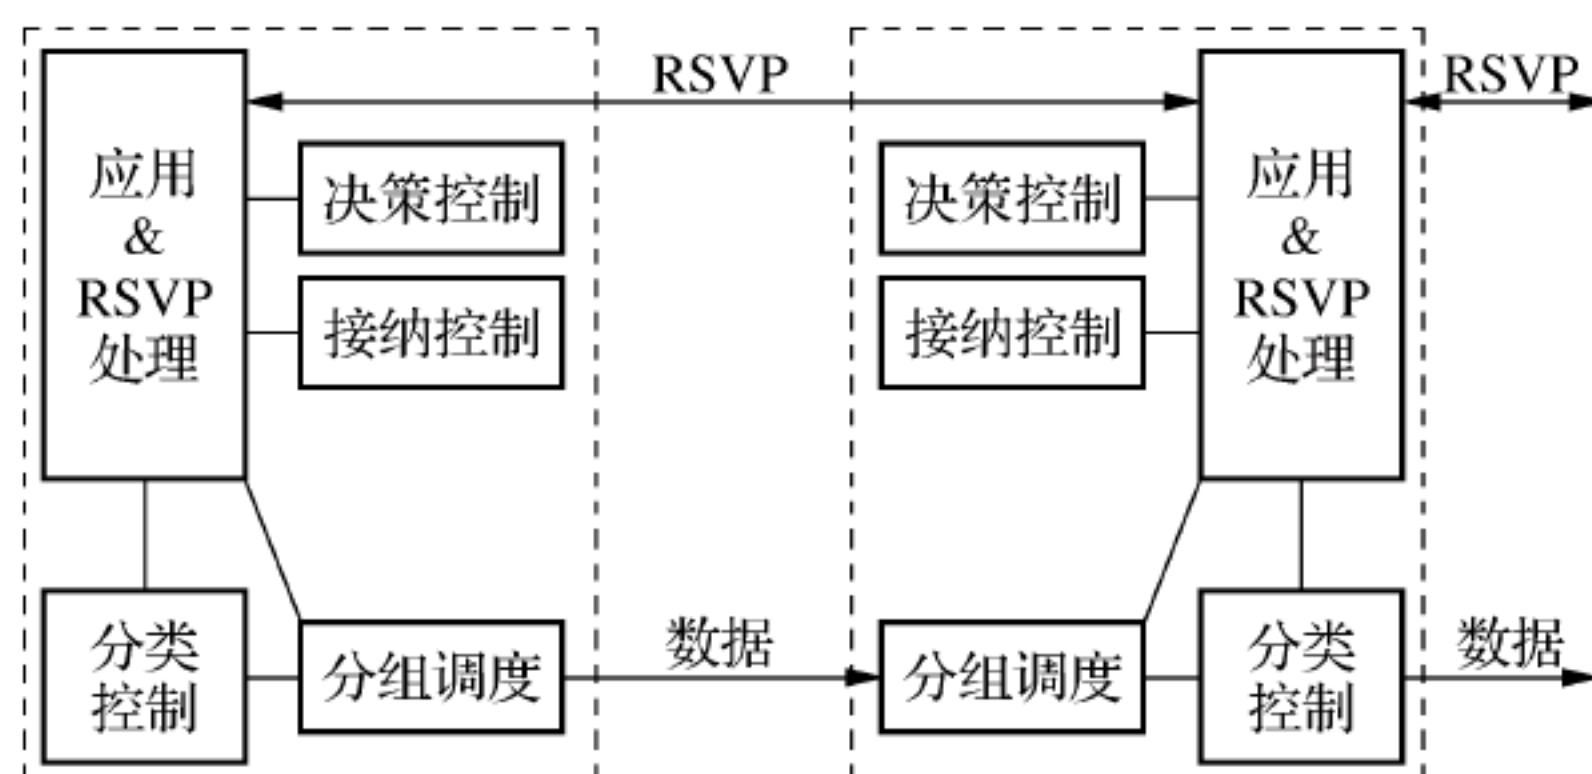 RSVP
RSVP
应用
&
RSVP
处理
决策控制
接纳控制
决策控制
接纳控制
应用
&
RSVP
处理
分类
控制
分组调度
数据
分组调度
分类
控制
数据